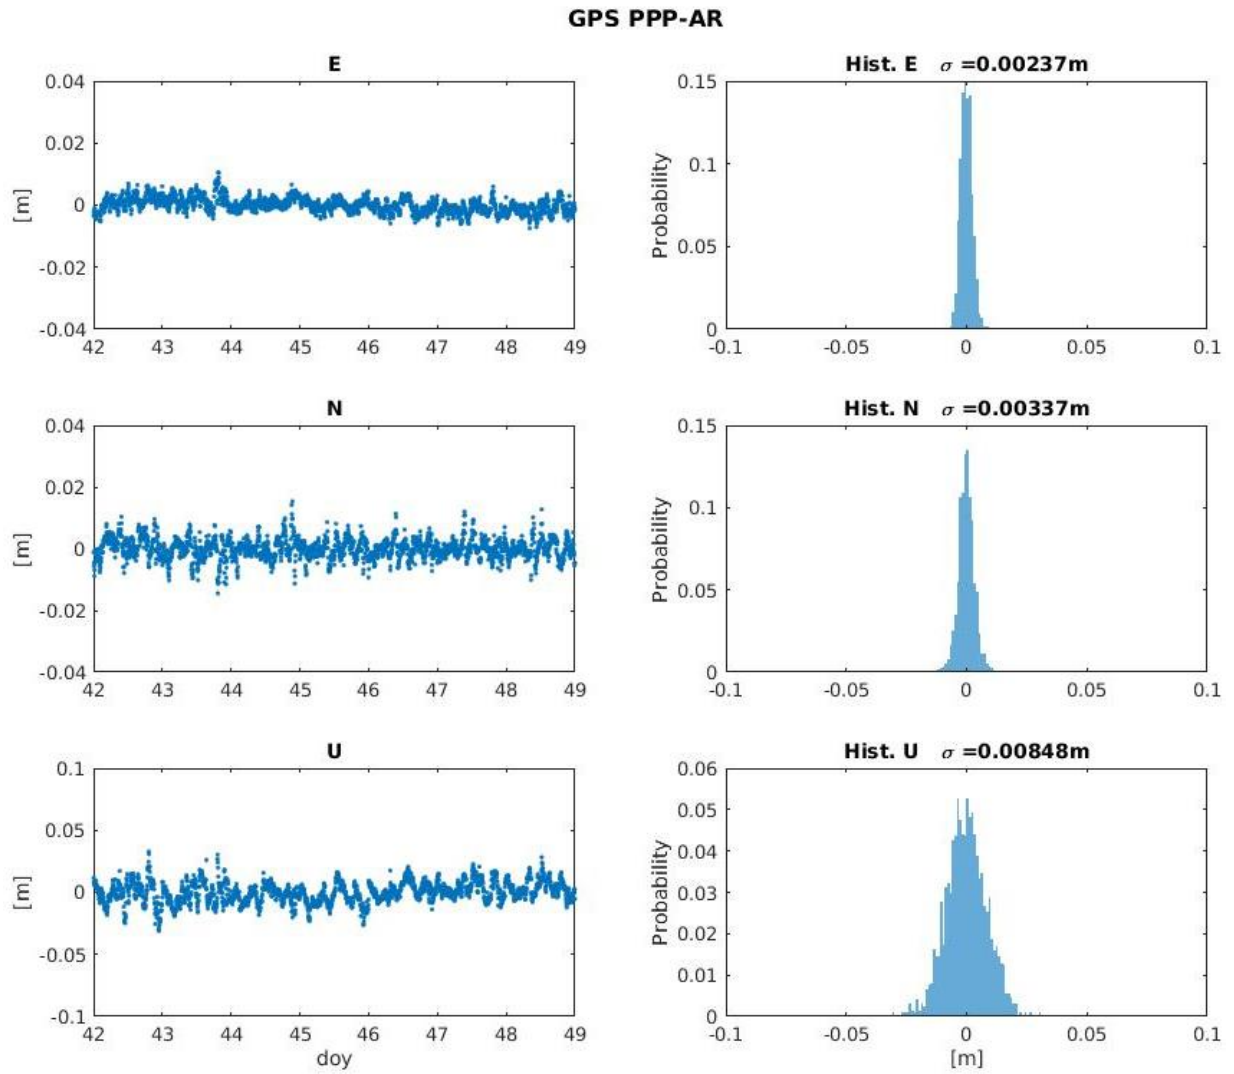 GPS PPP-AR
E
0.04
0.02
0
-0.02
-0.04
[m]
42 43 44 45 46 47 48 49
Hist. E σ =0.00237m
0.15
0.1
0.05
0
Probability
-0.1 -0.05 0 0.05 0.1
N
0.04
0.02
0
-0.02
-0.04
[m]
42 43 44 45 46 47 48 49
Hist. N σ =0.00337m
0.15
0.1
0.05
0
Probability
-0.1 -0.05 0 0.05 0.1
U
0.1
0.05
0
-0.05
-0.1
[m]
42 43 44 45 46 47 48 49
doy
Hist. U σ =0.00848m
0.06
0.05
0.04
0.03
0.02
0.01
0
Probability
-0.1 -0.05 0 0.05 0.1
[m]